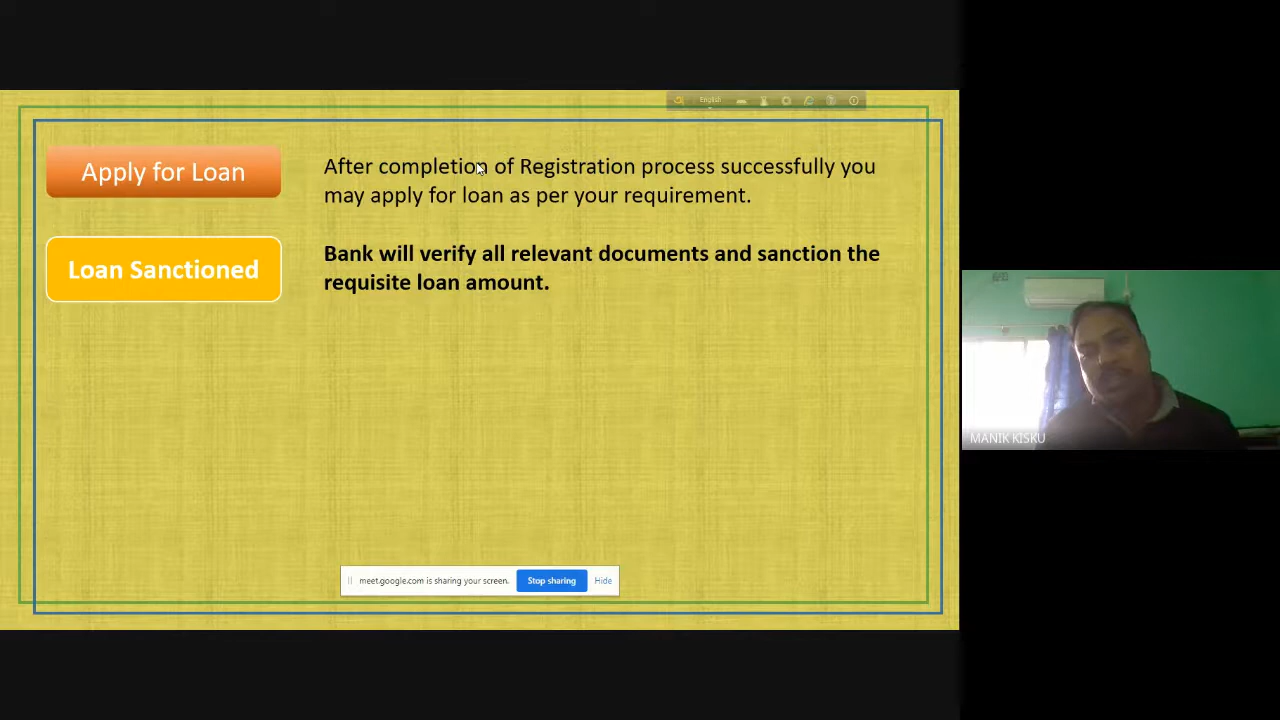 English
Apply for Loan
After completion of Registration process successfully you
may apply for loan as per your requirement.
Loan Sanctioned
Bank will verify all relevant documents and sanction the
requisite loan amount.
MANIK KISKU
meet.google.com is sharing your screen.
Stop sharing
Hide